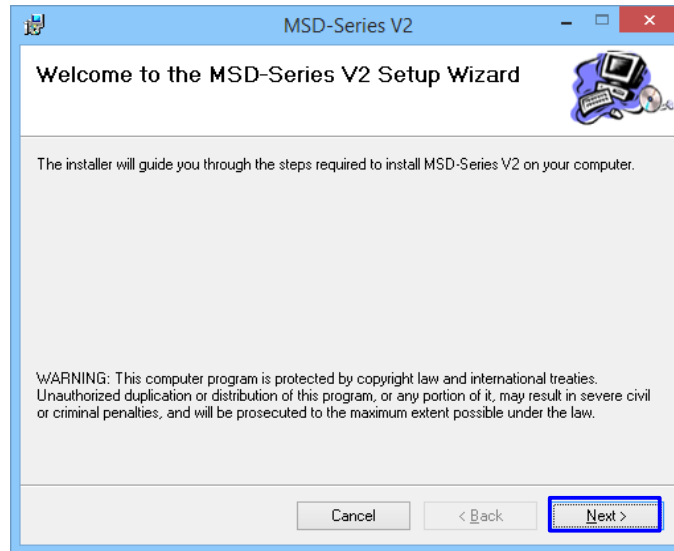 MSD-Series V2
Welcome to the MSD-Series V2 Setup Wizard
The installer will guide you through the steps required to install MSD-Series V2 on your computer.
WARNING: This computer program is protected by copyright law and international treaties.
Unauthorized duplication or distribution of this program, or any portion of it, may result in severe civil
or criminal penalties, and will be prosecuted to the maximum extent possible under the law.
Cancel < Back Next >